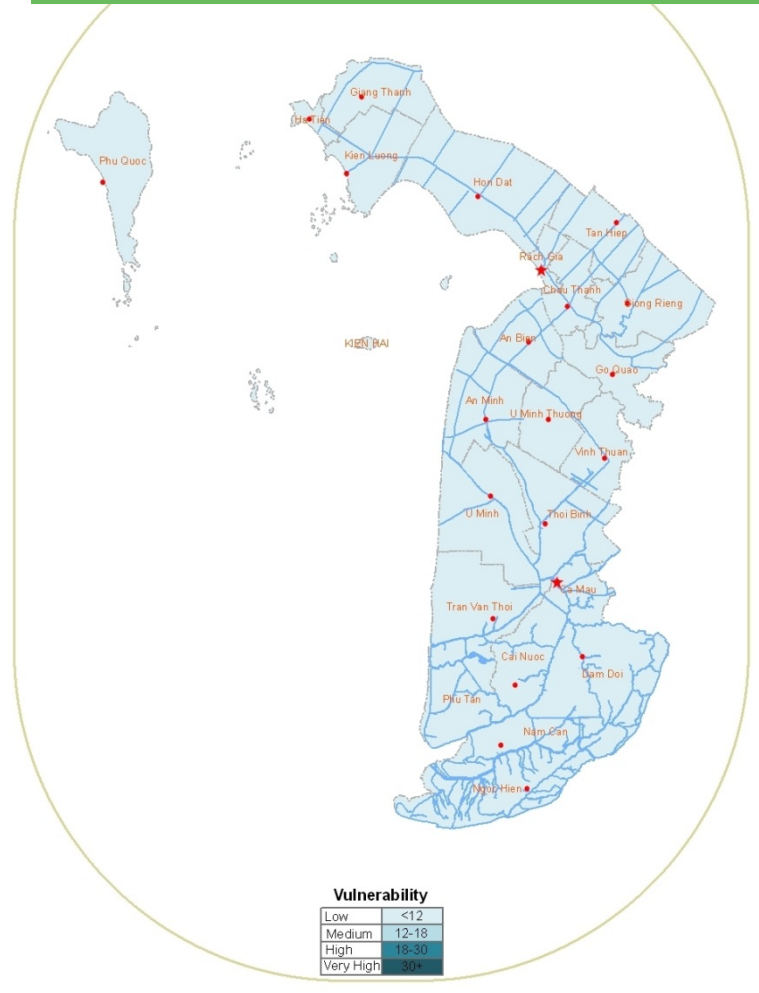 Giang Thanh
Ha Tien
Phu Quoc
Kien Luong
Hon Dat
Tan Hiep
Rach Gia
Chau Thanh
Giong Rieng
An Bien
KIEN HAI
Go Quao
An Minh
U Minh Thuong
Vinh Thuan
U Minh
Thoi Binh
Ca Mau
Tran Van Thoi
Cai Nuoc
Dam Doi
Phu Tan
Nam Can
Ngoc Hien
Vulnerability
Low <12
Medium 12-18
High 18-30
Very High 30+